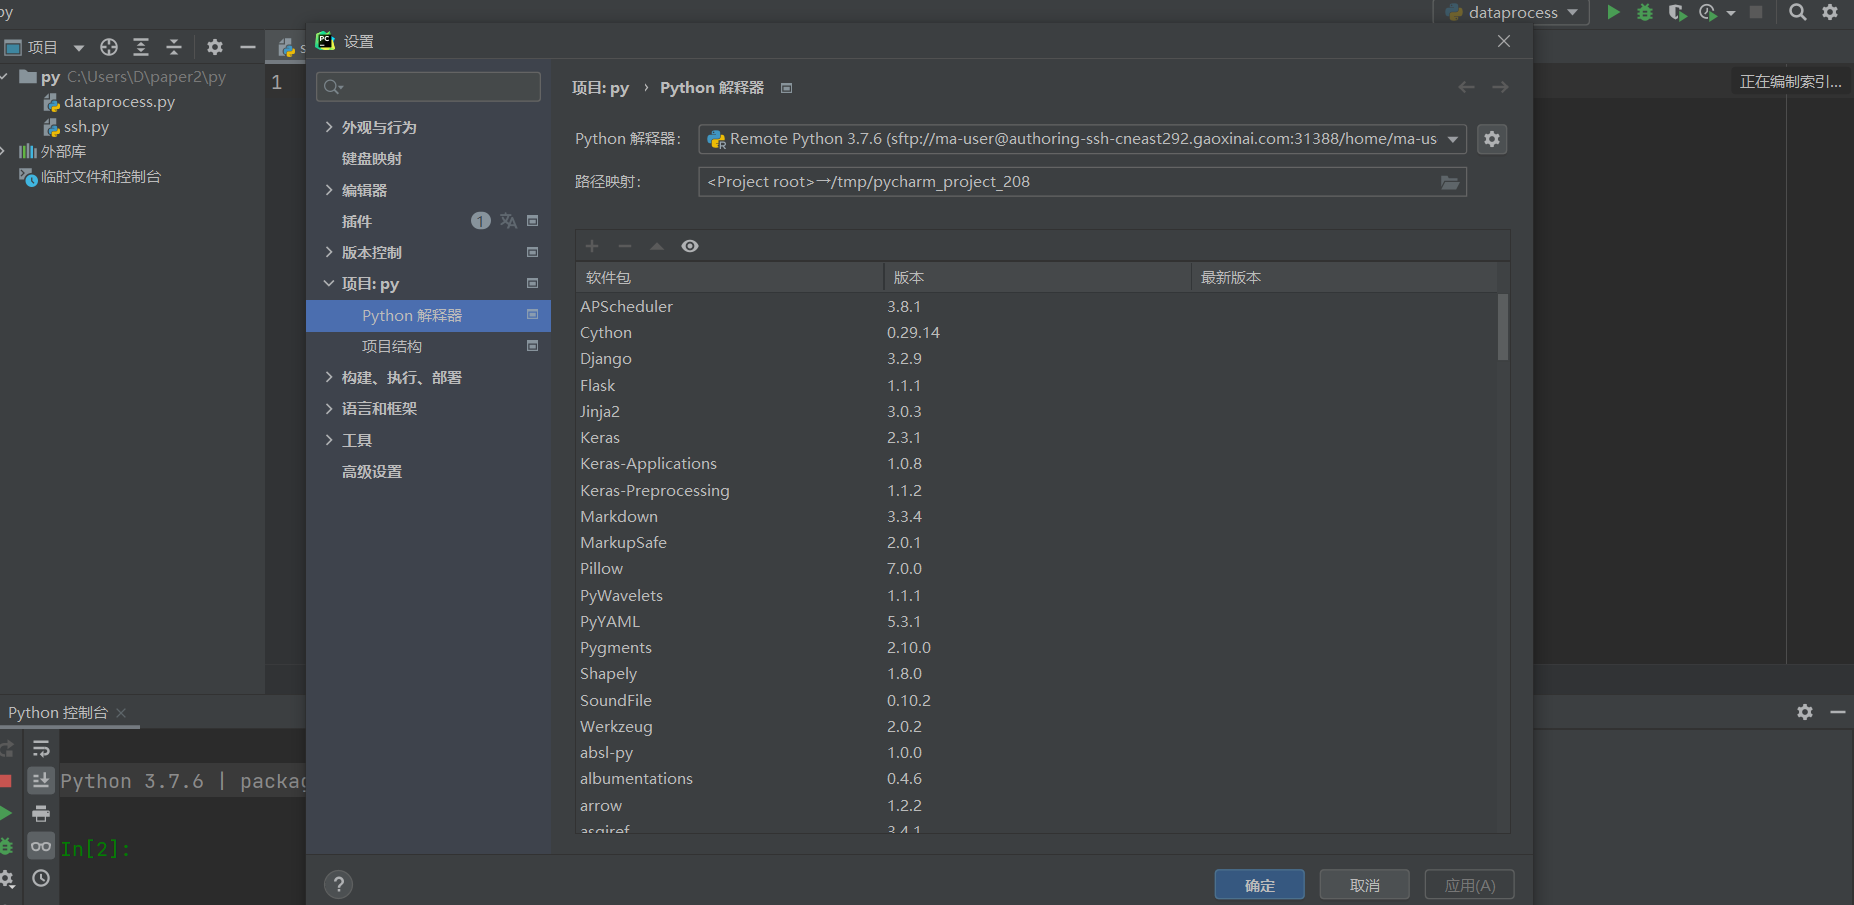 py
dataprocess
项目
py C:\Users\D\paper2\py
dataprocess.py
ssh.py
外部库
临时文件和控制台
s
1
正在编制索引...
设置
外观与行为
键盘映射
编辑器
插件 1
版本控制
项目: py
Python 解释器
项目结构
构建、执行、部署
语言和框架
工具
高级设置
项目: py › Python 解释器
Python 解释器: Remote Python 3.7.6 (sftp://ma-user@authoring-ssh-cneast292.gaoxinai.com:31388/home/ma-us
路径映射: <Project root>→/tmp/pycharm_project_208
软件包 版本 最新版本
APScheduler 3.8.1
Cython 0.29.14
Django 3.2.9
Flask 1.1.1
Jinja2 3.0.3
Keras 2.3.1
Keras-Applications 1.0.8
Keras-Preprocessing 1.1.2
Markdown 3.3.4
MarkupSafe 2.0.1
Pillow 7.0.0
PyWavelets 1.1.1
PyYAML 5.3.1
Pygments 2.10.0
Shapely 1.8.0
SoundFile 0.10.2
Werkzeug 2.0.2
absl-py 1.0.0
albumentations 0.4.6
arrow 1.2.2
asgiref 3.4.1
Python 控制台
Python 3.7.6 | packag
In[2]:
?
确定
取消
应用(A)